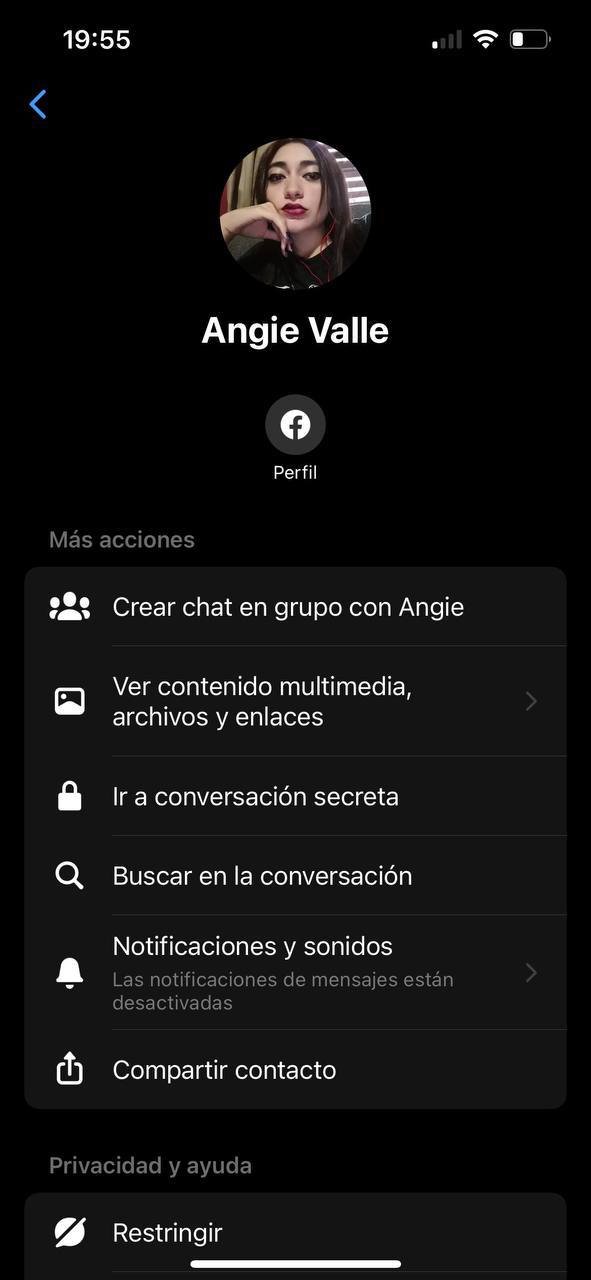 19:55
Angie Valle
Perfil
Más acciones
Crear chat en grupo con Angie
Ver contenido multimedia,
archivos y enlaces
Ir a conversación secreta
Buscar en la conversación
Notificaciones y sonidos
Las notificaciones de mensajes están
desactivadas
Compartir contacto
Privacidad y ayuda
Restringir